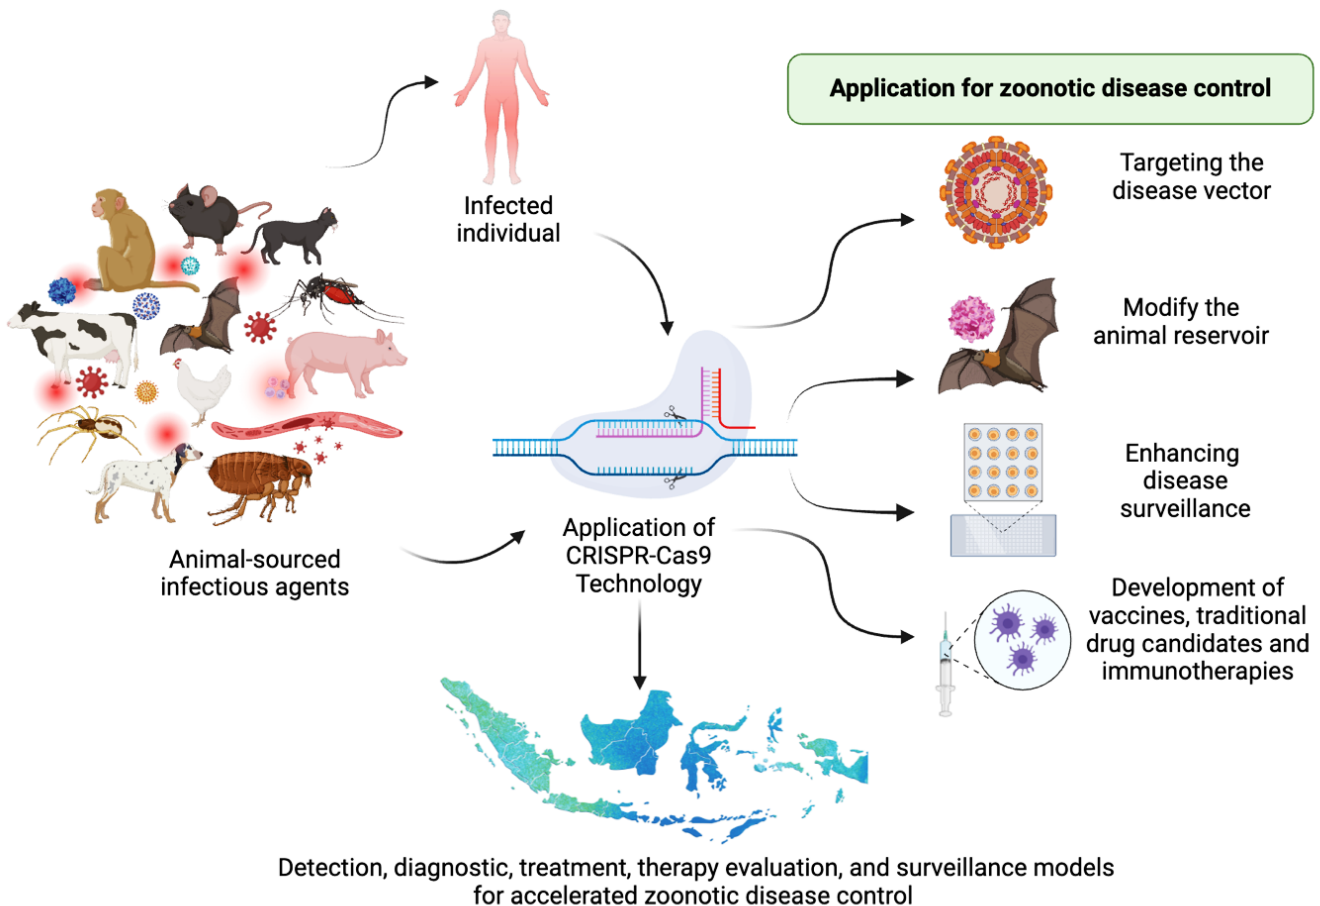 Application for zoonotic disease control
Infected
individual
Targeting the
disease vector
Modify the
animal reservoir
Enhancing
disease
surveillance
Animal-sourced
infectious agents
Application of
CRISPR-Cas9
Technology
Development of
vaccines, traditional
drug candidates and
immunotherapies
Detection, diagnostic, treatment, therapy evaluation, and surveillance models
for accelerated zoonotic disease control